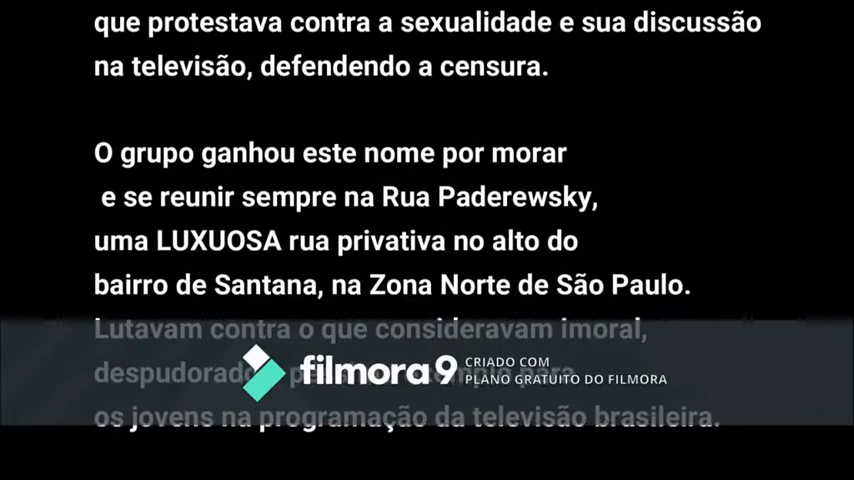 que protestava contra a sexualidade e sua discussão
na televisão, defendendo a censura.
O grupo ganhou este nome por morar
e se reunir sempre na Rua Paderewsky,
uma LUXUOSA rua privativa no alto do
bairro de Santana, na Zona Norte de São Paulo.
Lutavam contra o que consideravam imoral,
despudorado para
os jovens na programação da televisão brasileira.
filmora9 CRIADO COM
PLANO GRATUITO DO FILMORA